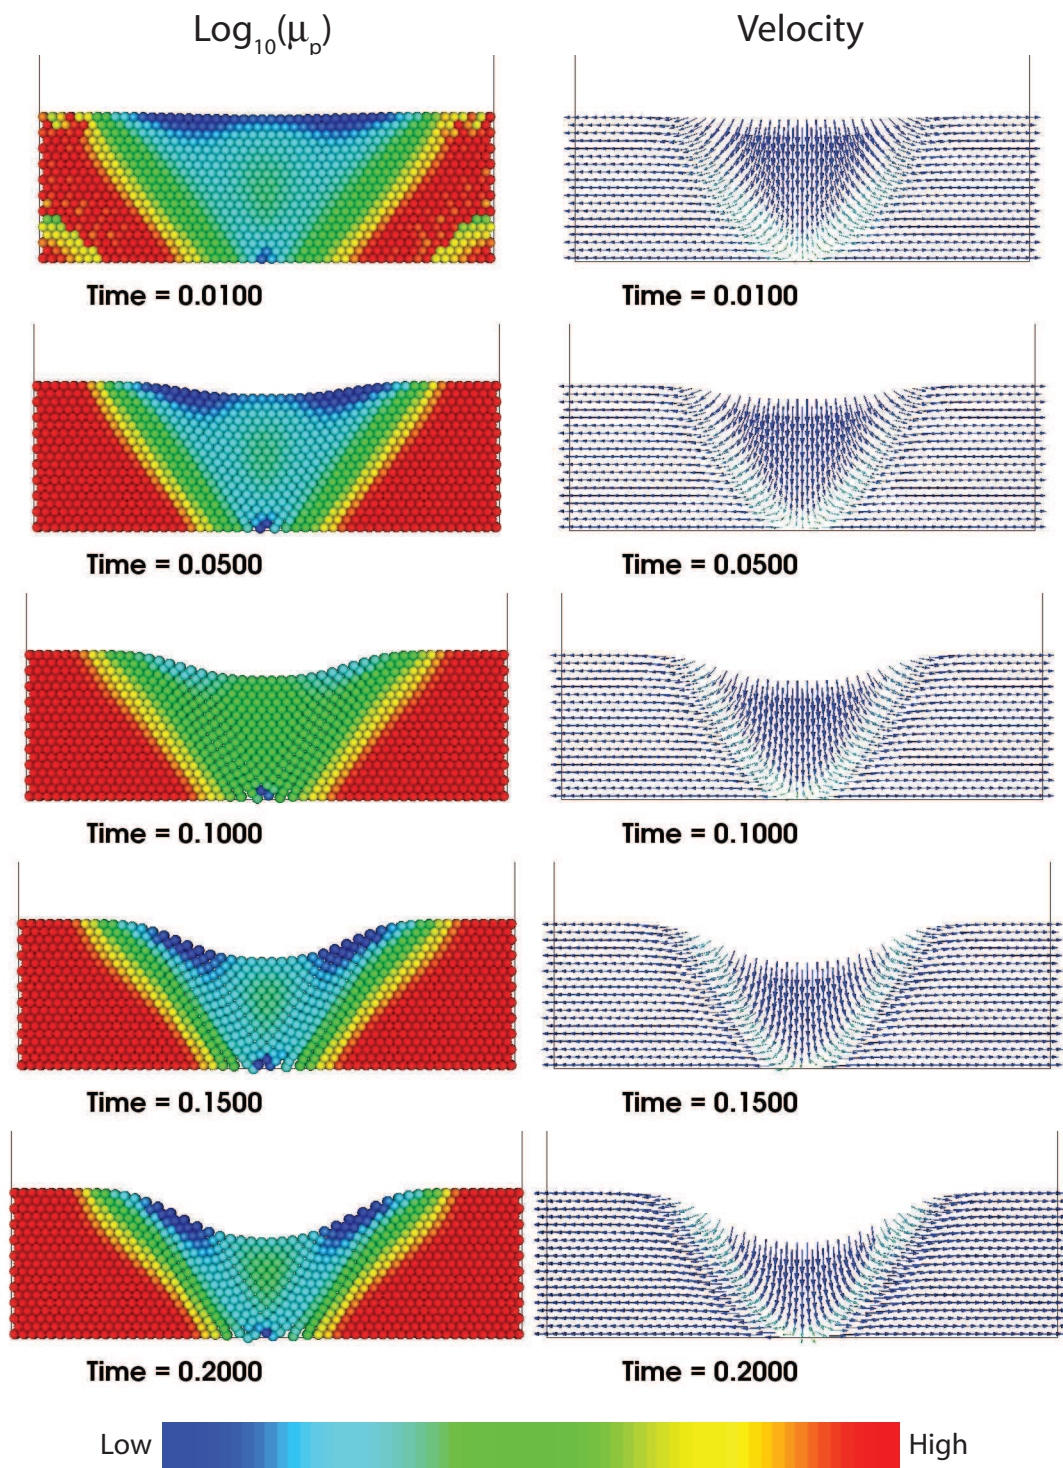 Log₁₀(μₚ) Velocity
Time = 0.0100 Time = 0.0100
Time = 0.0500 Time = 0.0500
Time = 0.1000 Time = 0.1000
Time = 0.1500 Time = 0.1500
Time = 0.2000 Time = 0.2000
Low High